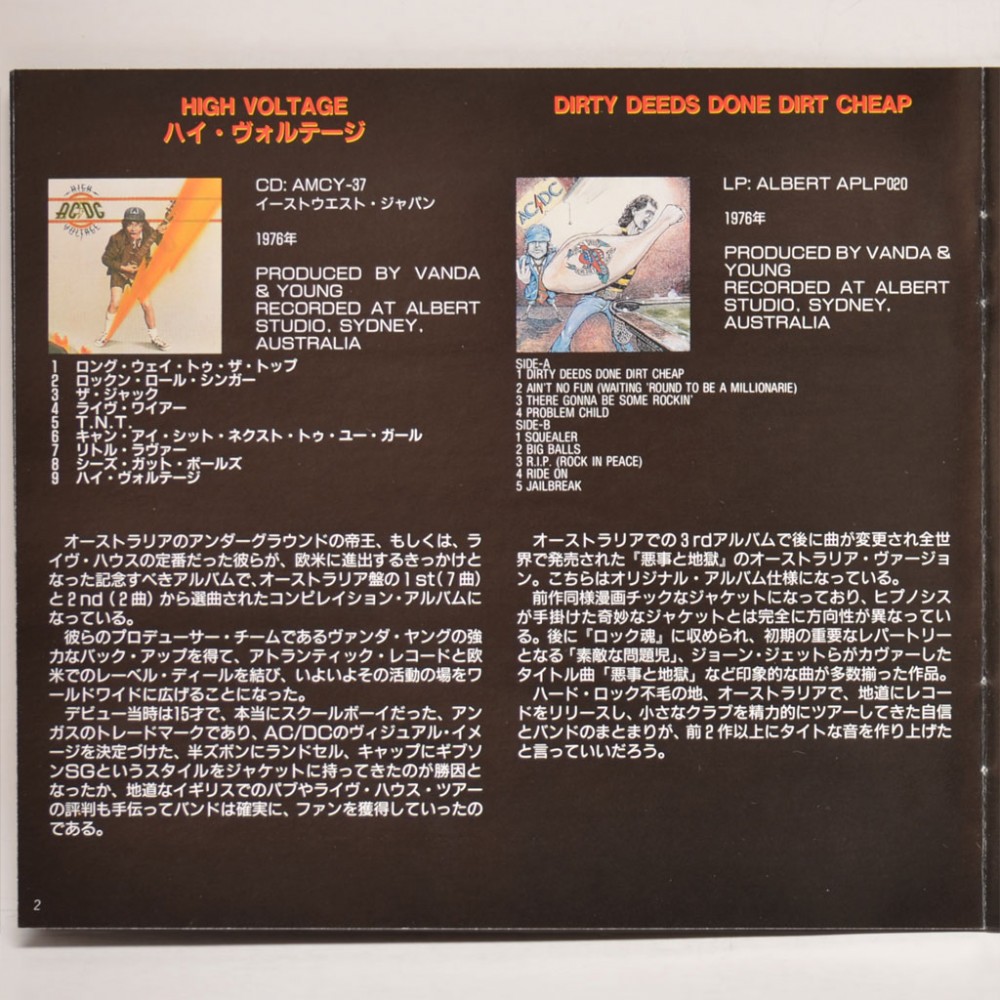 HIGH VOLTAGE
ハイ・ヴォルテージ
HIGH
AC/DC
VOLTAGE
CD: AMCY-37
イーストウエスト・ジャパン
1976年
PRODUCED BY VANDA
& YOUNG
RECORDED AT ALBERT
STUDIO, SYDNEY,
AUSTRALIA
1 ロング・ウェイ・トゥ・ザ・トップ
2 ロックン・ロール・シンガー
3 ザ・ジャック
4 ライヴ・ワイアー
5 T.N.T.
6 キャン・アイ・シット・ネクスト・トゥ・ユー・ガール
7 リトル・ラヴァー
8 シーズ・ガット・ボールズ
9 ハイ・ヴォルテージ
オーストラリアのアンダーグラウンドの帝王、もしくは、ラ
イヴ・ハウスの定番だった彼らが、欧米に進出するきっかけと
なった記念すべきアルバムで、オーストラリア盤の1st(7曲)
と2nd(2曲)から選曲されたコンピレイション・アルバムに
なっている。
彼らのプロデューサー・チームであるヴァンダ、ヤングの強
力なバック・アップを得て、アトランティック・レコードと欧
米でのレーベル・ディールを結び、いよいよその活動の場をワ
ールドワイドに広げることになった。
デビュー当時は15才で、本当にスクールボーイだった、アン
ガスのトレードマークであり、AC/DCのヴィジュアル・イメ
ージを決定づけた、半ズボンにランドセル、キャップにギブソ
ンSGというスタイルをジャケットに持ってきたのが勝因と
なったか、地道なイギリスでのパブやライヴ・ハウス・ツアー
の評判も手伝ってバンドは確実に、ファンを獲得していったの
である。
2
DIRTY DEEDS DONE DIRT CHEAP
AC/DC
LP: ALBERT APLP020
1976年
PRODUCED BY VANDA &
YOUNG
RECORDED AT ALBERT
STUDIO, SYDNEY,
AUSTRALIA
SIDE-A
1 DIRTY DEEDS DONE DIRT CHEAP
2 AIN'T NO FUN (WAITING 'ROUND TO BE A MILLIONARIE)
3 THERE GONNA BE SOME ROCKIN'
4 PROBLEM CHILD
SIDE-B
1 SQUEALER
2 BIG BALLS
3 R.I.P. (ROCK IN PEACE)
4 RIDE ON
5 JAILBREAK
オーストラリアでの3rdアルバムで後に曲が変更され全世
界で発売された『悪事と地獄』のオーストラリア・ヴァージョ
ン。こちらはオリジナル・アルバム仕様になっている。
前作同様漫画チックなジャケットになっており、ヒプノシス
が手掛けた奇妙なジャケットとは完全に方向性が異なってい
る。後に『ロック魂』に収められ、初期の重要なレパートリー
となる「素敵な問題児」、ジョーン・ジェットらがカヴァーした
タイトル曲「悪事と地獄」など印象的な曲が多数揃った作品。
ハード・ロック不毛の地、オーストラリアで、地道にレコー
ドをリリースし、小さなクラブを精力的にツアーしてきた自信
とバンドのまとまりが、前2作以上にタイトな音を作り上げた
と言っていいだろう。